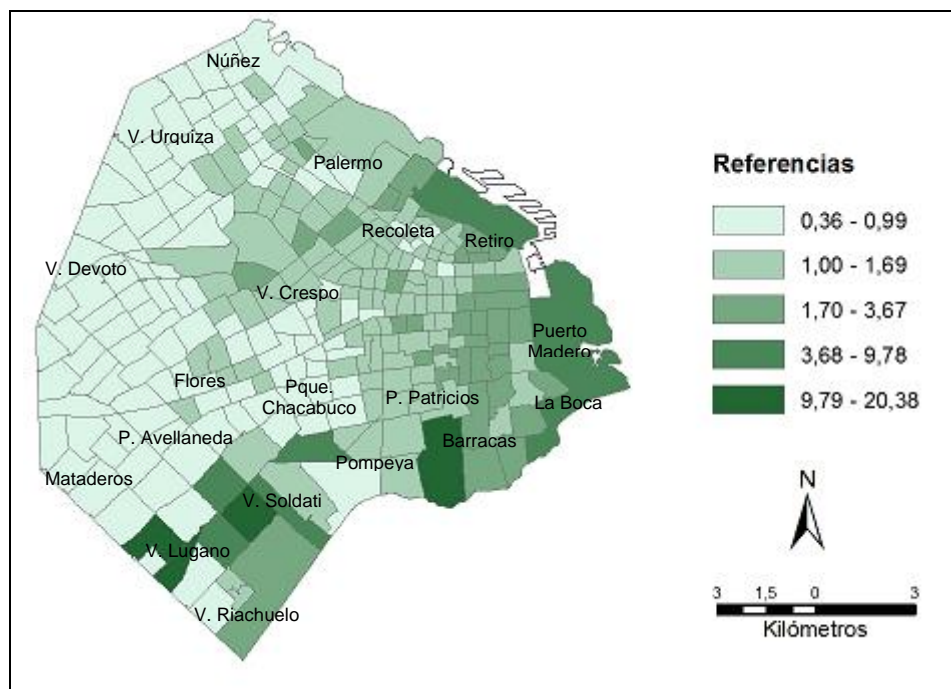 Núñez
V. Urquiza
Palermo
Recoleta
Retiro
V. Devoto
V. Crespo
Puerto
Madero
Flores
Pque.
Chacabuco
P. Patricios
La Boca
P. Avellaneda
Barracas
Pompeya
Mataderos
V. Soldati
V. Lugano
V. Riachuelo
Referencias
0,36 - 0,99
1,00 - 1,69
1,70 - 3,67
3,68 - 9,78
9,79 - 20,38
N
3 1,5 0 3
Kilómetros